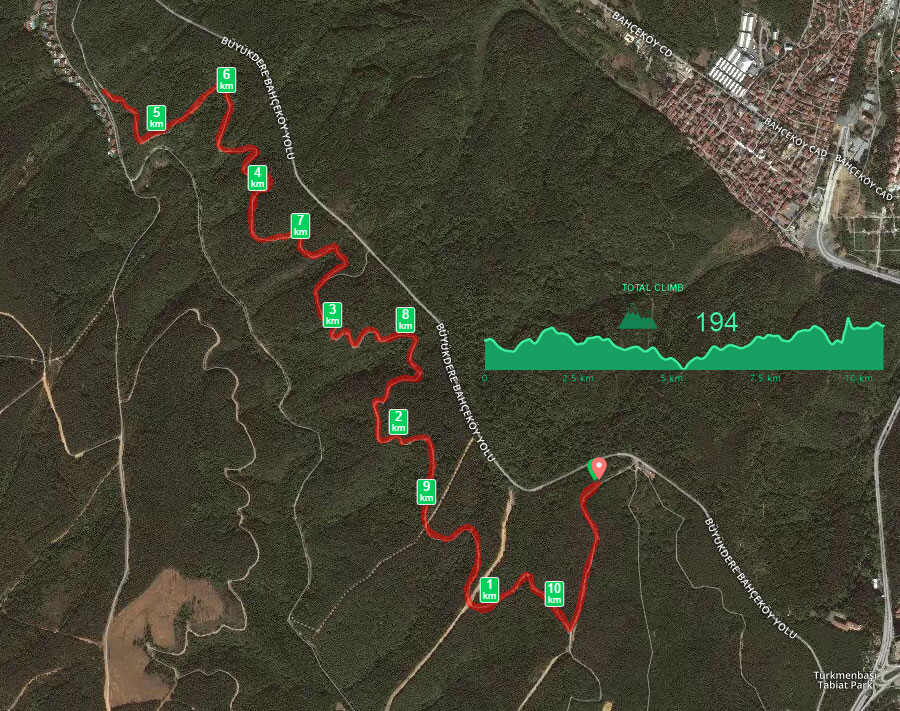 BAHÇEKÖY CD
BÜYÜKDERE BAHÇEKÖY YOLU
6
km
5
km
BAHÇEKÖY CAD
BAHÇEKÖY CAD
4
km
7
km
TOTAL CLIMB
194
3
km
8
km
BÜYÜKDERE BAHÇEKÖY YOLU
0
2.5 km
5 km
7.5 km
10 km
2
km
9
km
BÜYÜKDERE BAHÇEKÖY YOLU
1
km
10
km
Türkmenbaşı
Tabiat Parkı